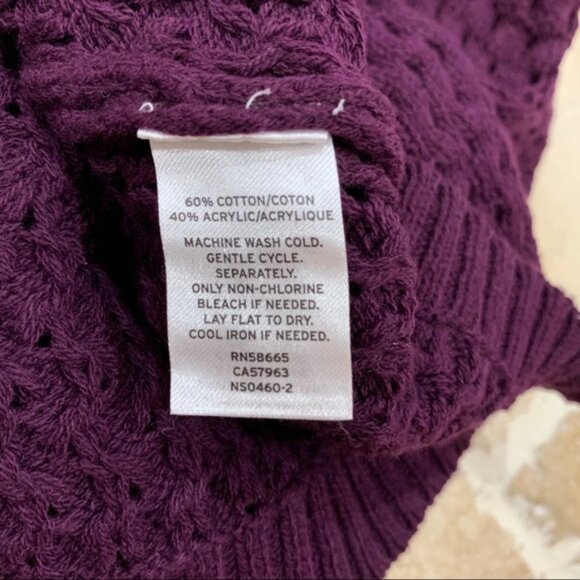 60% COTTON/COTON
40% ACRYLIC/ACRYLIQUE
MACHINE WASH COLD.
GENTLE CYCLE.
SEPARATELY.
ONLY NON-CHLORINE
BLEACH IF NEEDED.
LAY FLAT TO DRY.
COOL IRON IF NEEDED.
RN58665
CA57963
NS0460-2